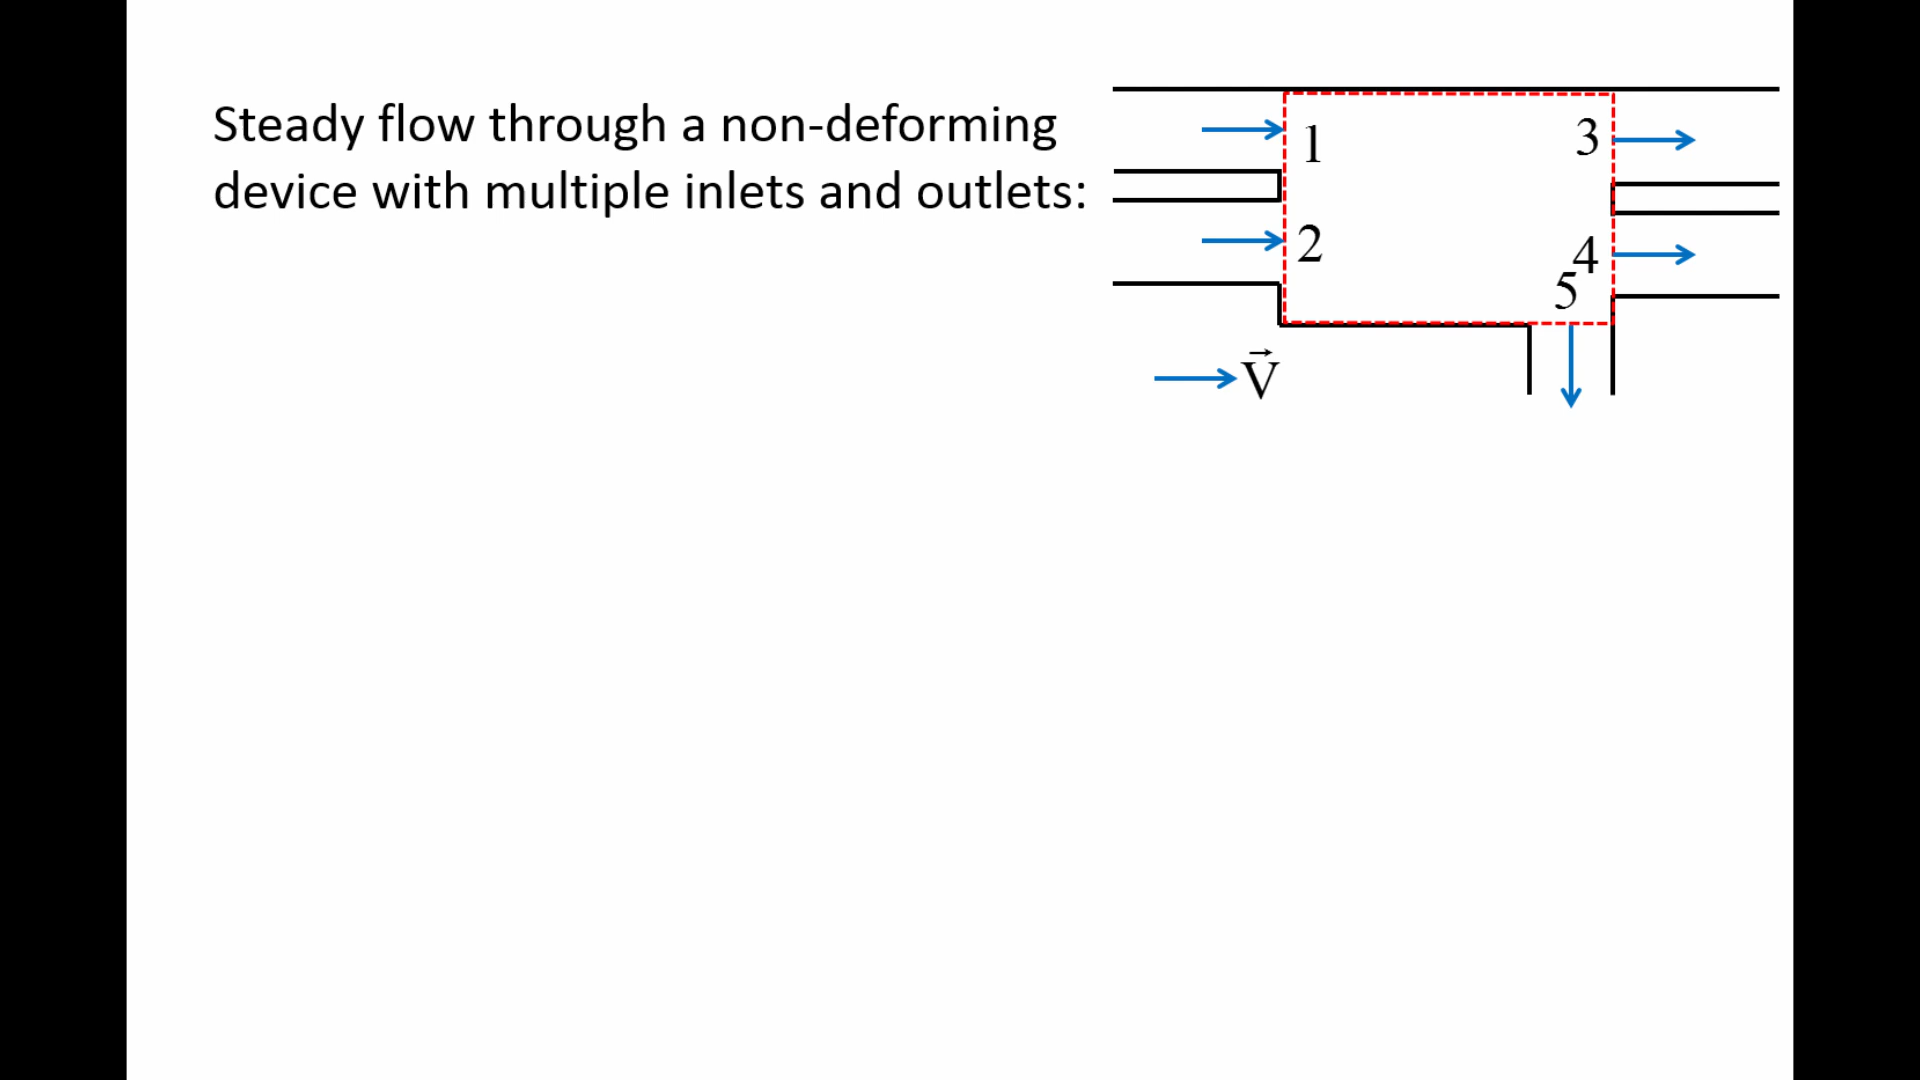 Steady flow through a non-deforming
device with multiple inlets and outlets:
1
3
2
4
5
V⃗